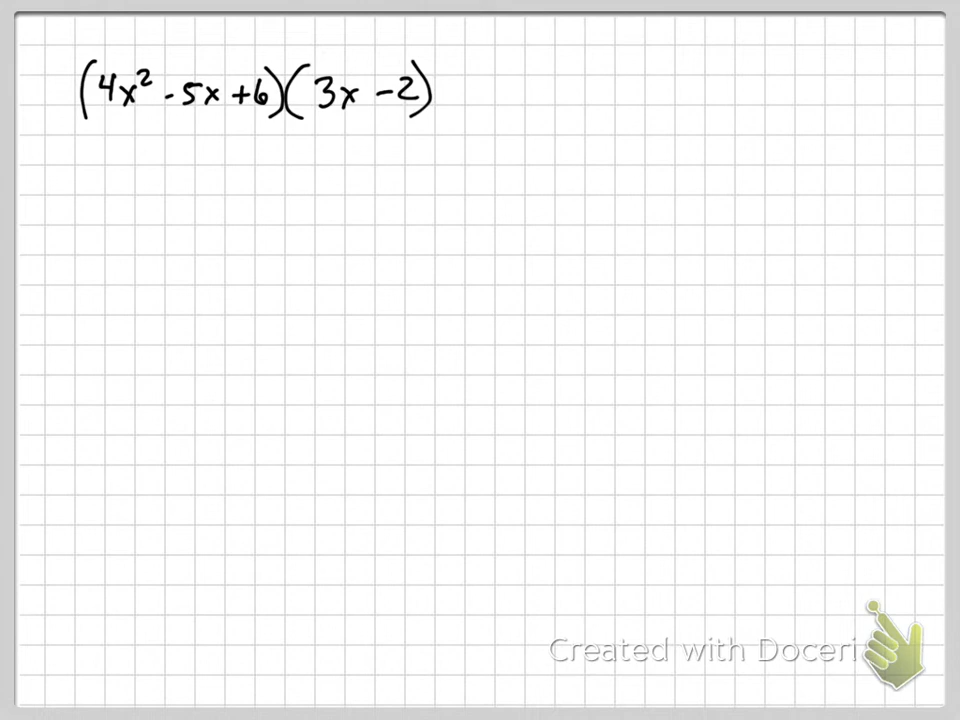 (4x² - 5x + 6)(3x - 2)
Created with Doceri